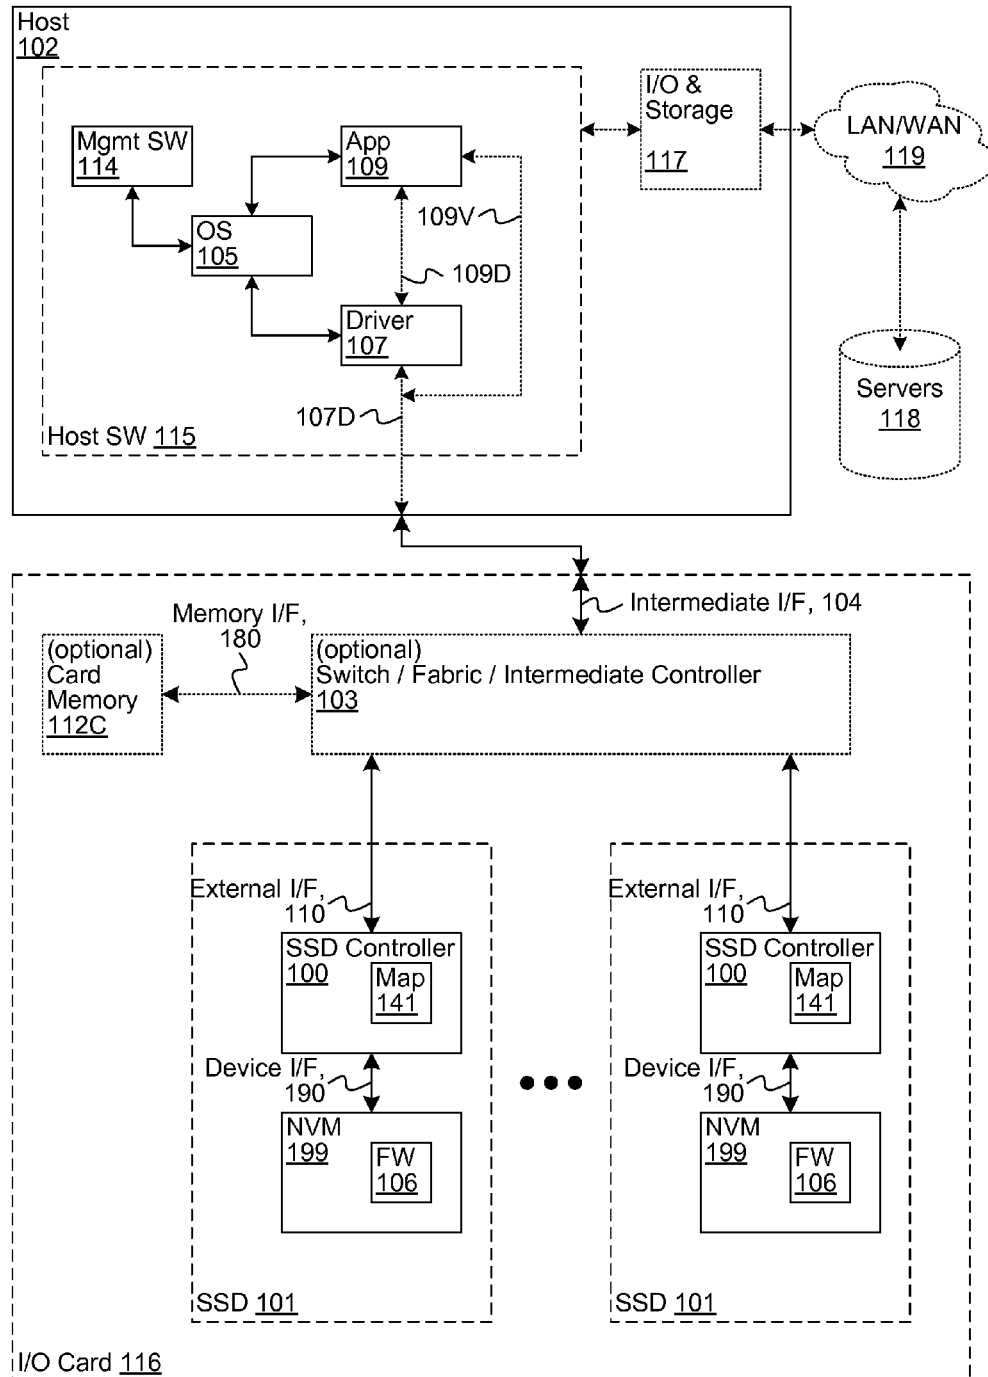 Host
102
Mgmt SW
114
App
109
OS
105
109V
109D
Driver
107
107D
Host SW 115
I/O &
Storage
117
LAN/WAN
119
Servers
118
Intermediate I/F, 104
Memory I/F,
180
(optional)
Card
Memory
112C
(optional)
Switch / Fabric / Intermediate Controller
103
External I/F,
110
SSD Controller
100
Map
141
Device I/F,
190
NVM
199
FW
106
SSD 101
External I/F,
110
SSD Controller
100
Map
141
Device I/F,
190
NVM
199
FW
106
SSD 101
I/O Card 116